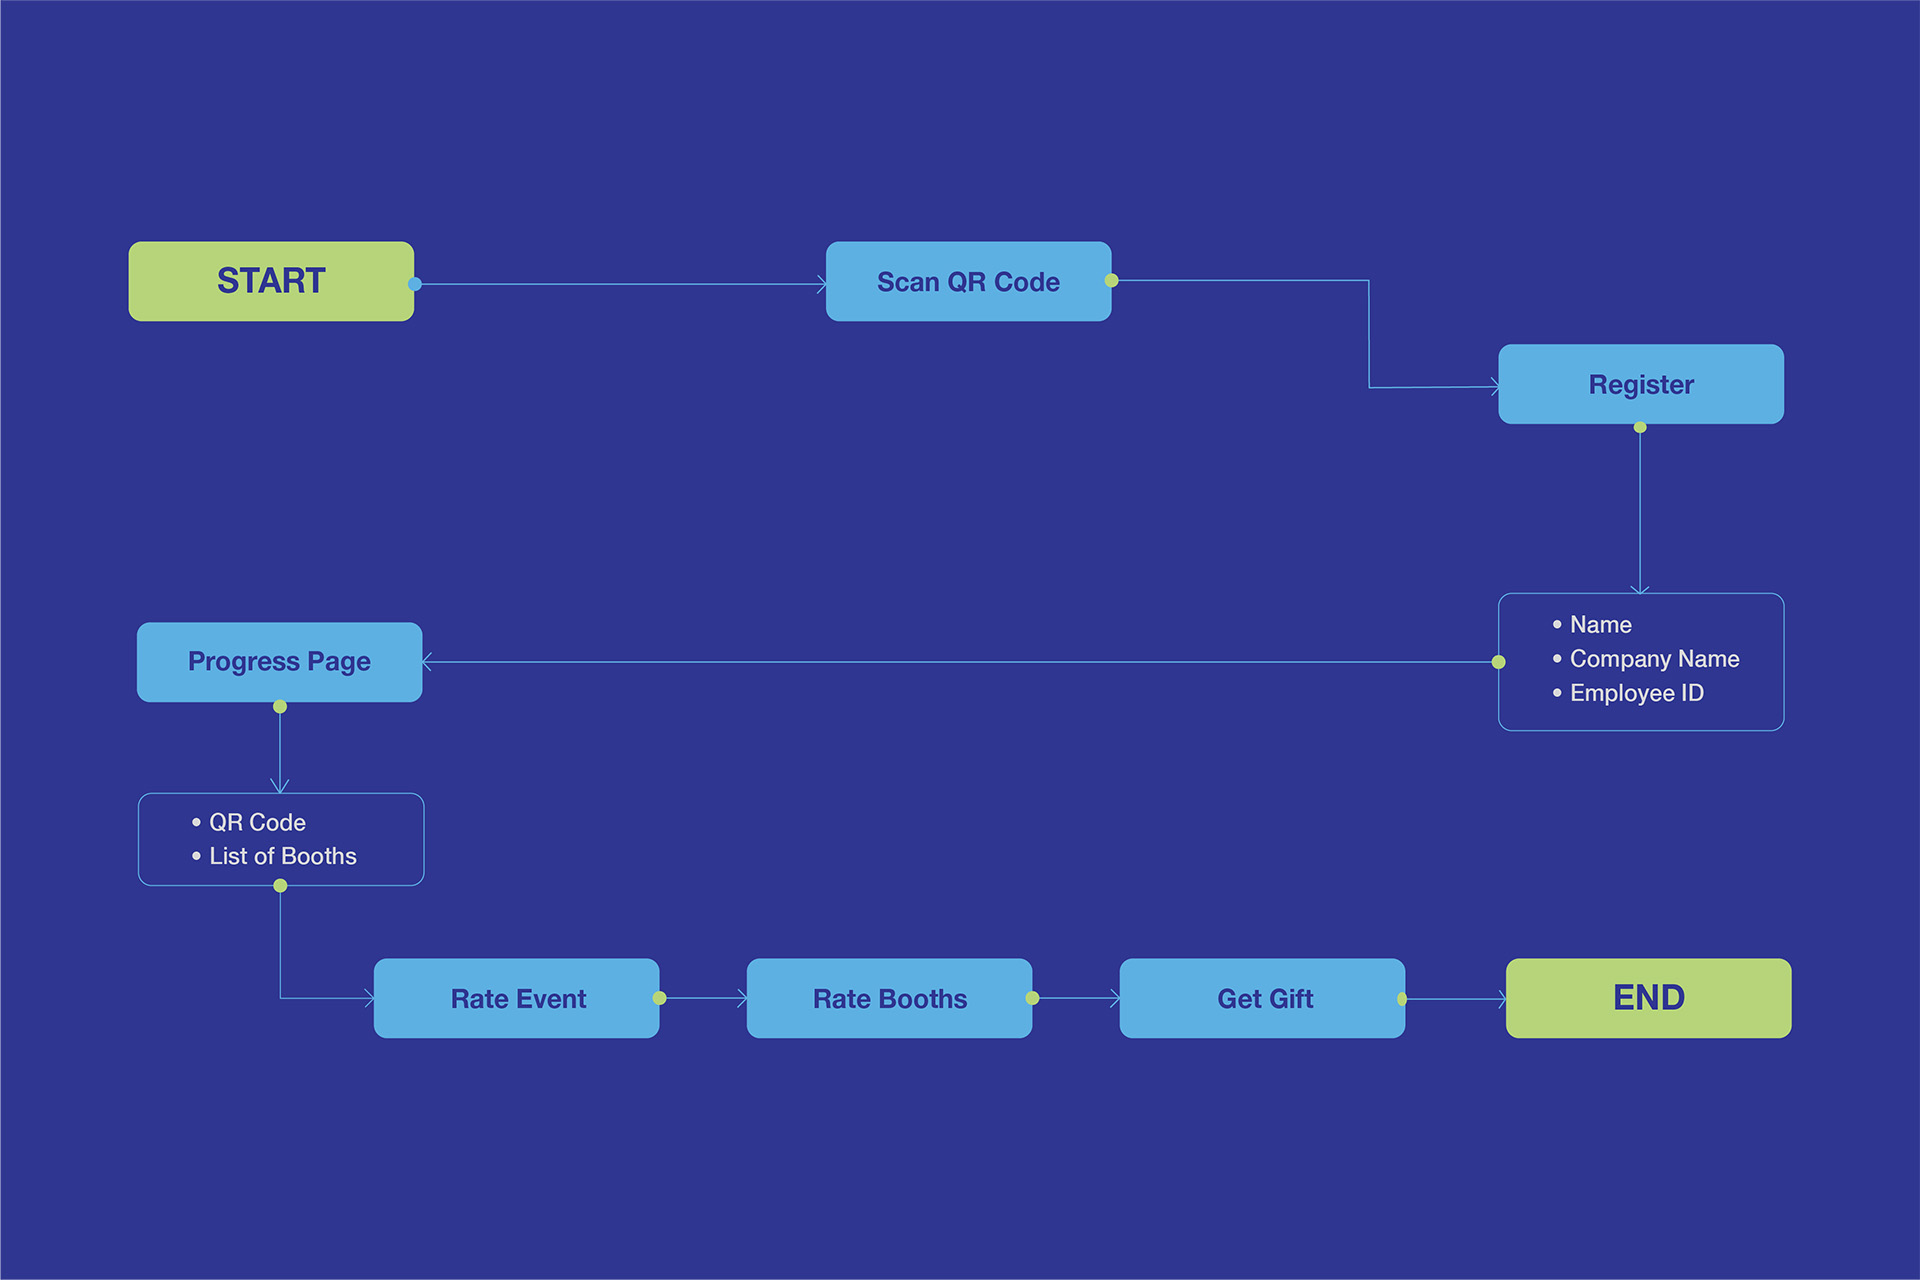 START
Scan QR Code
Register
• Name
• Company Name
• Employee ID
Progress Page
• QR Code
• List of Booths
Rate Event
Rate Booths
Get Gift
END